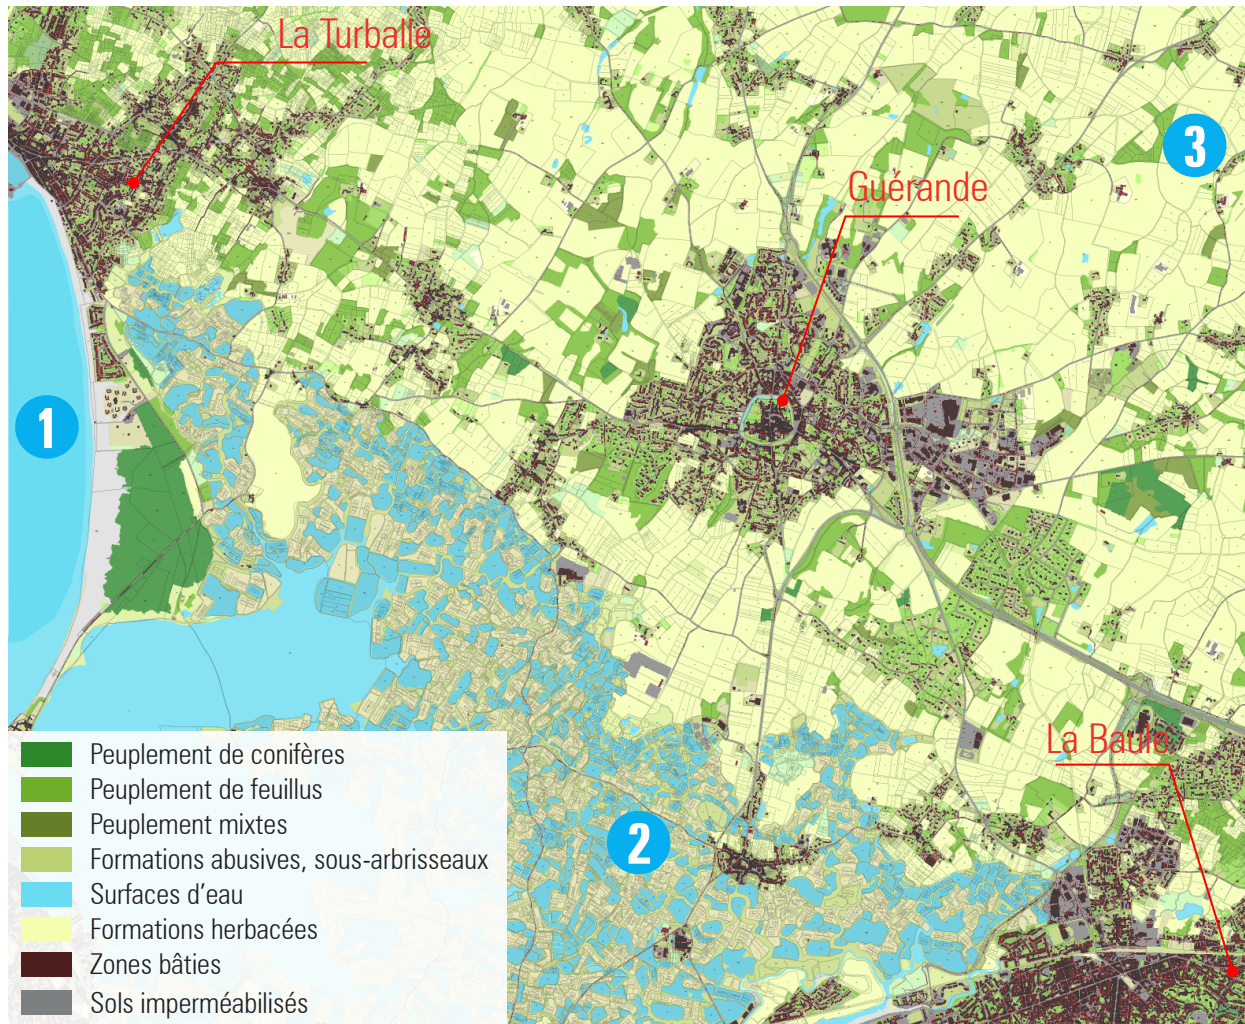 La Turballe
3
Guérande
1
La Baule
2
Peuplement de conifères
Peuplement de feuillus
Peuplement mixtes
Formations abusives, sous-arbrisseaux
Surfaces d'eau
Formations herbacées
Zones bâties
Sols imperméabilisés